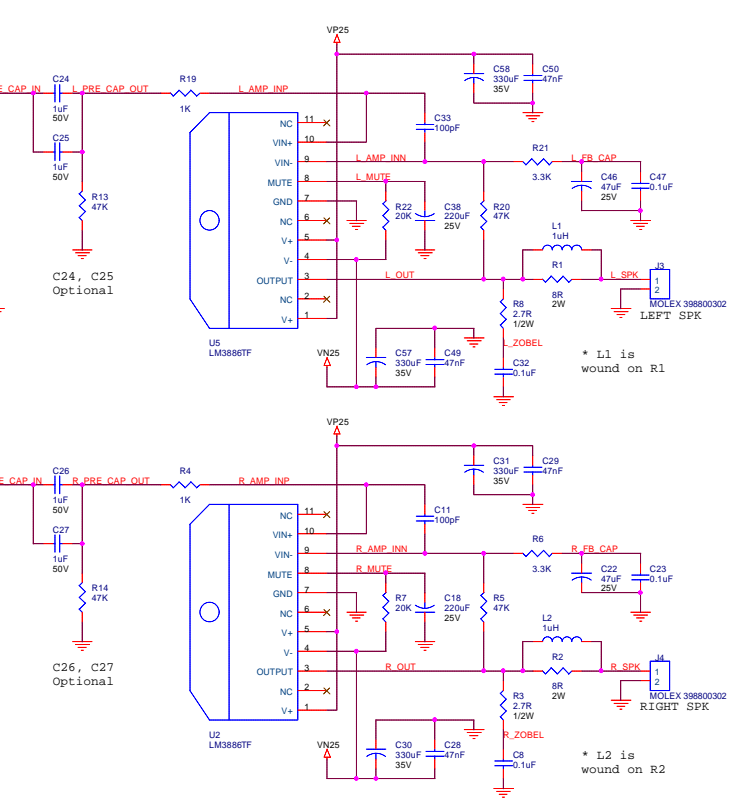 VP25
C58
330uF
35V
C50
47nF
E_CAP_IN
C24
1uF
50V
L_PRE_CAP_OUT
R19
1K
L_AMP_INP
C33
100pF
C25
1uF
50V
R13
47K
C24, C25
Optional
NC 11
VIN+ 10
VIN- 9
MUTE 8
GND 7
NC 6
V+ 5
V- 4
OUTPUT 3
NC 2
V+ 1
U5
LM3886TF
L_AMP_INN
L_MUTE
R22
20K
C38
220uF
25V
R20
47K
R21
3.3K
L_FB_CAP
C46
47uF
25V
C47
0.1uF
L1
1uH
L_OUT
R1
8R
2W
L_SPK
J3
1
2
MOLEX 398800302
LEFT SPK
R8
2.7R
1/2W
L_ZOBEL
C32
0.1uF
VN25
C57
330uF
35V
C49
47nF
* L1 is
wound on R1
VP25
C31
330uF
35V
C29
47nF
E_CAP_IN
C26
1uF
50V
R_PRE_CAP_OUT
R4
1K
R_AMP_INP
C11
100pF
C27
1uF
50V
R14
47K
C26, C27
Optional
NC 11
VIN+ 10
VIN- 9
MUTE 8
GND 7
NC 6
V+ 5
V- 4
OUTPUT 3
NC 2
V+ 1
U2
LM3886TF
R_AMP_INN
R_MUTE
R7
20K
C18
220uF
25V
R5
47K
R6
3.3K
R_FB_CAP
C22
47uF
25V
C23
0.1uF
L2
1uH
R_OUT
R2
8R
2W
R_SPK
J4
1
2
MOLEX 398800302
RIGHT SPK
R3
2.7R
1/2W
R_ZOBEL
C8
0.1uF
VN25
C30
330uF
35V
C28
47nF
* L2 is
wound on R2